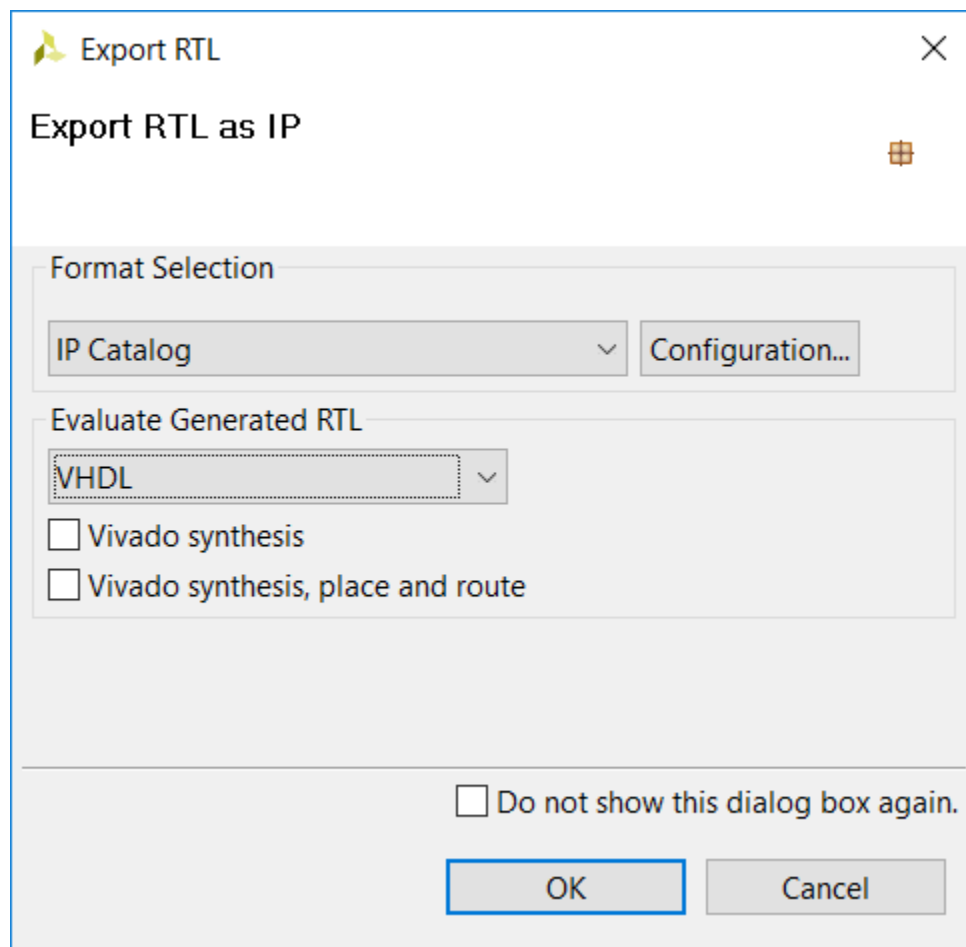 Export RTL
Export RTL as IP
Format Selection
IP Catalog
Configuration...
Evaluate Generated RTL
VHDL
Vivado synthesis
Vivado synthesis, place and route
Do not show this dialog box again.
OK
Cancel